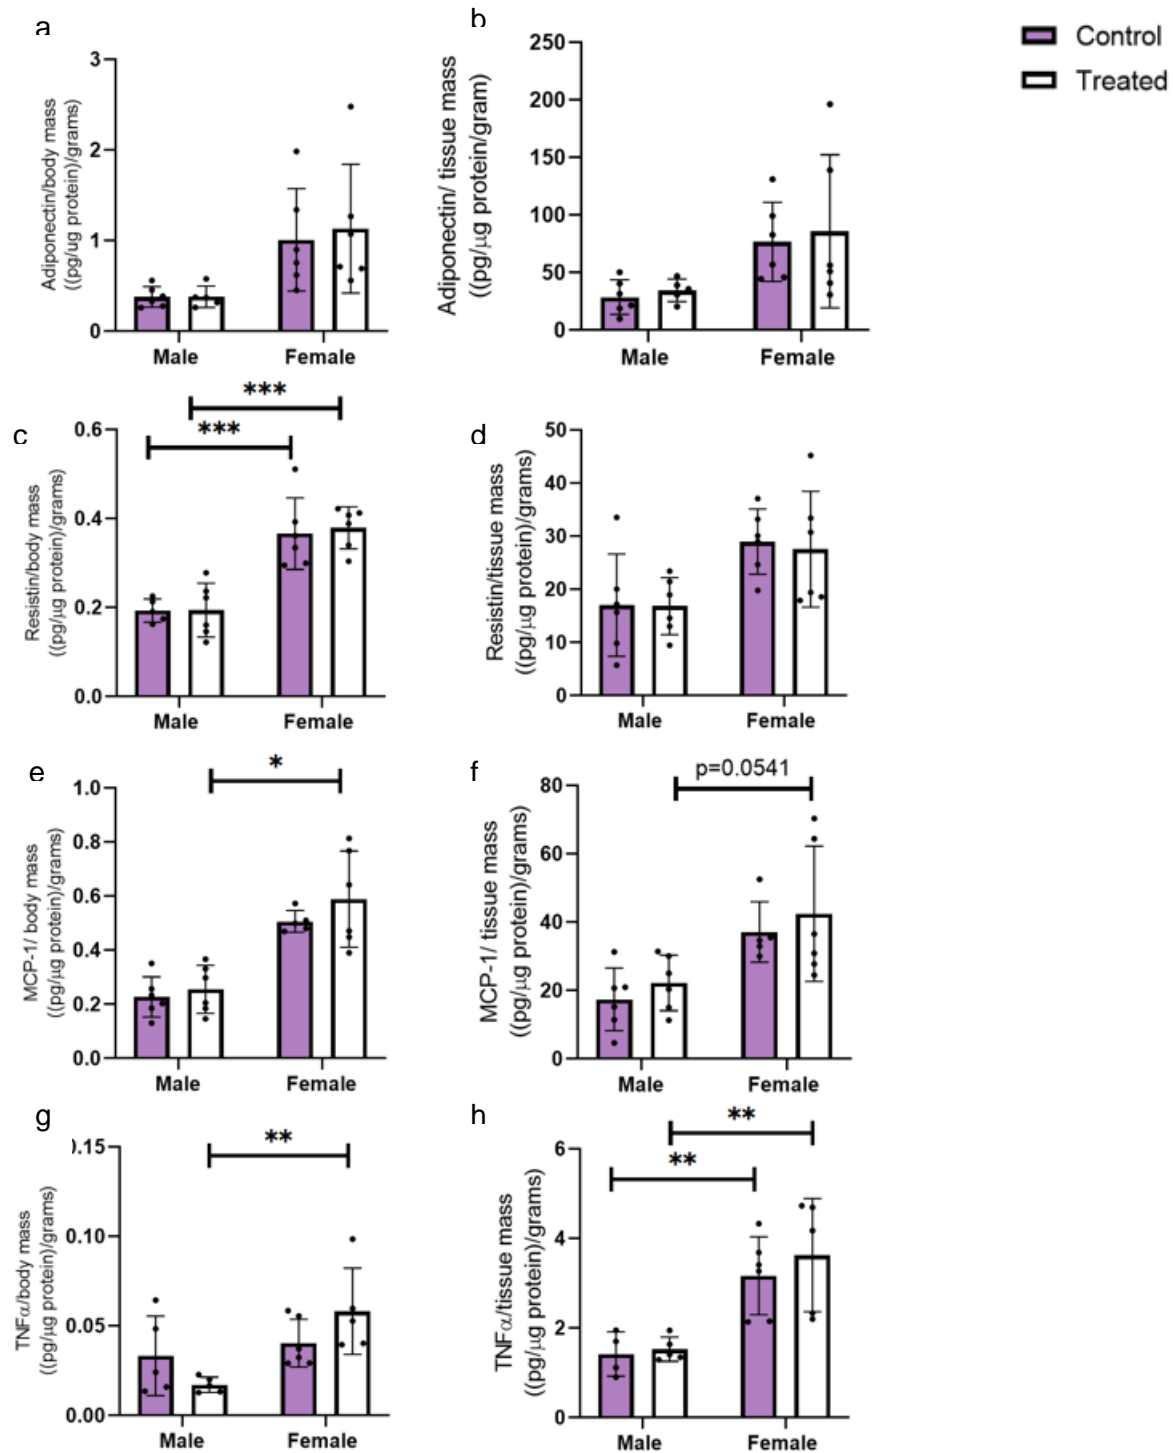 a
Adiponectin/body mass
((pg/ug protein)/grams)
3
2
1
0
Male
Female
b
Adiponectin/ tissue mass
((pg/µg protein/gram)
250
200
150
100
50
0
Male
Female
Control
Treated
c
Resistin/body mass
((pg/µg protein)/grams)
***
***
0.6
0.4
0.2
0.0
Male
Female
d
Resistin/tissue mass
((pg/µg protein)/grams)
50
40
30
20
10
0
Male
Female
e
MCP-1/ body mass
((pg/µg protein)/grams)
*
1.0
0.8
0.6
0.4
0.2
0.0
Male
Female
f
MCP-1/ tissue mass
((pg/µg protein)/grams)
p=0.0541
80
60
40
20
0
Male
Female
g
TNFα/body mass
((pg/µg protein)/grams)
**
).15
0.10
0.05
0.00
Male
Female
h
TNFα/tissue mass
((pg/µg protein)/grams)
**
**
6
4
2
0
Male
Female